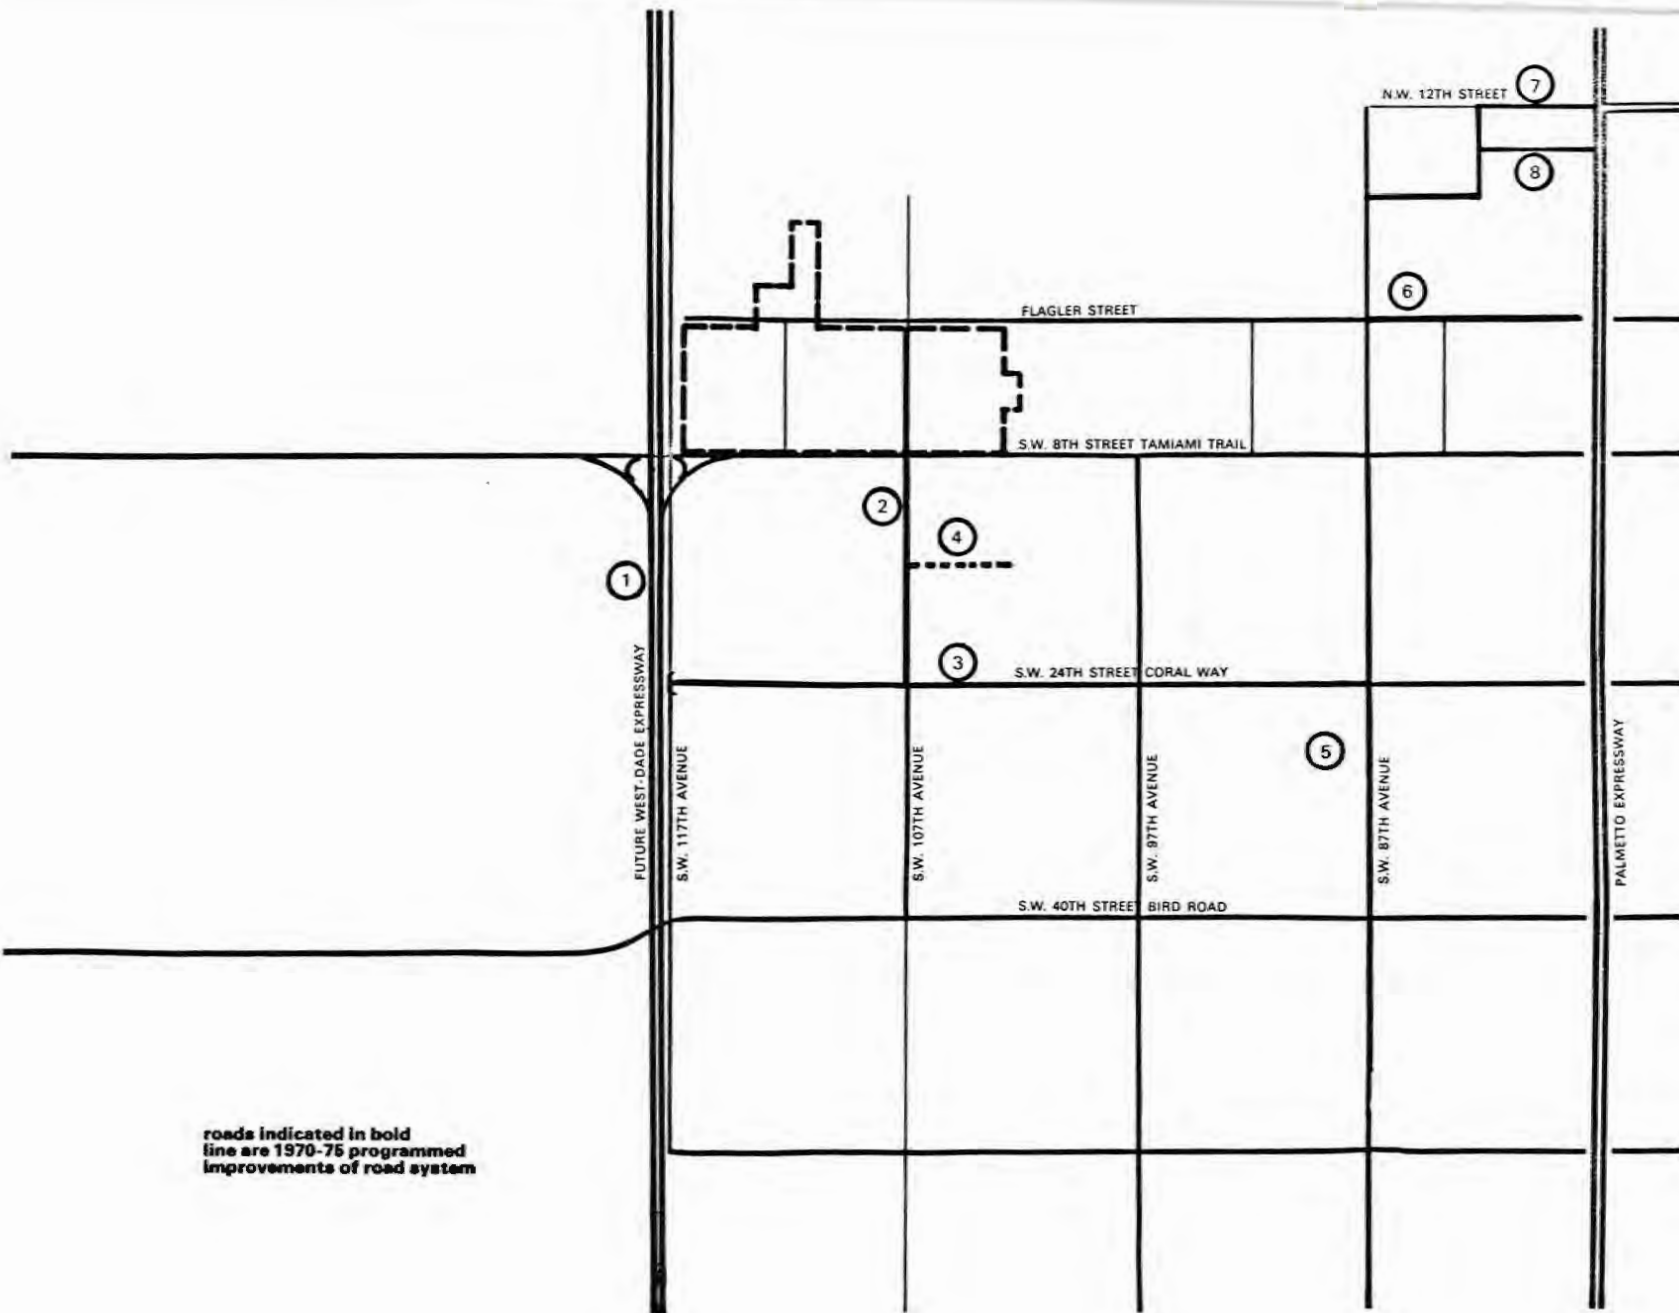 N.W. 12TH STREET
7
8
6
FLAGLER STREET
S.W. 8TH STREET TAMIAMI TRAIL
2
4
1
3
S.W. 24TH STREET CORAL WAY
5
FUTURE WEST-DADE EXPRESSWAY
S.W. 117TH AVENUE
S.W. 107TH AVENUE
S.W. 97TH AVENUE
S.W. 87TH AVENUE
PALMETTO EXPRESSWAY
S.W. 40TH STREET BIRD ROAD
roads indicated in bold
line are 1970-75 programmed
improvements of road system